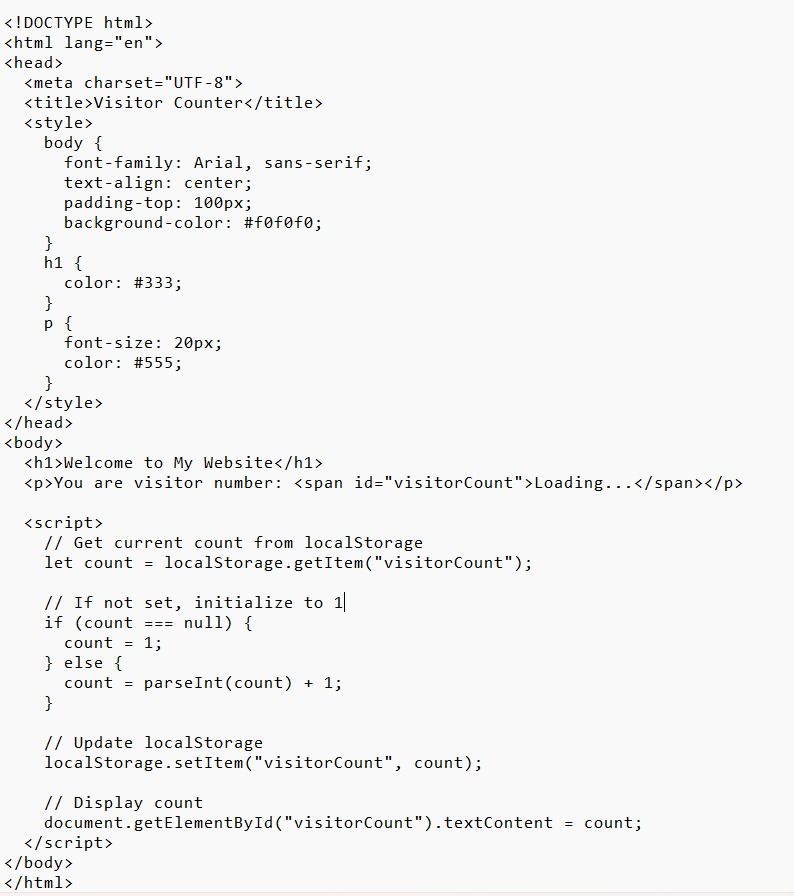 <!DOCTYPE html>
<html lang="en">
<head>
  <meta charset="UTF-8">
  <title>Visitor Counter</title>
  <style>
    body {
      font-family: Arial, sans-serif;
      text-align: center;
      padding-top: 100px;
      background-color: #f0f0f0;
    }
    h1 {
      color: #333;
    }
    p {
      font-size: 20px;
      color: #555;
    }
  </style>
</head>
<body>
  <h1>Welcome to My Website</h1>
  <p>You are visitor number: <span id="visitorCount">Loading...</span></p>

  <script>
    // Get current count from localStorage
    let count = localStorage.getItem("visitorCount");

    // If not set, initialize to 1
    if (count === null) {
      count = 1;
    } else {
      count = parseInt(count) + 1;
    }

    // Update localStorage
    localStorage.setItem("visitorCount", count);

    // Display count
    document.getElementById("visitorCount").textContent = count;
  </script>
</body>
</html>